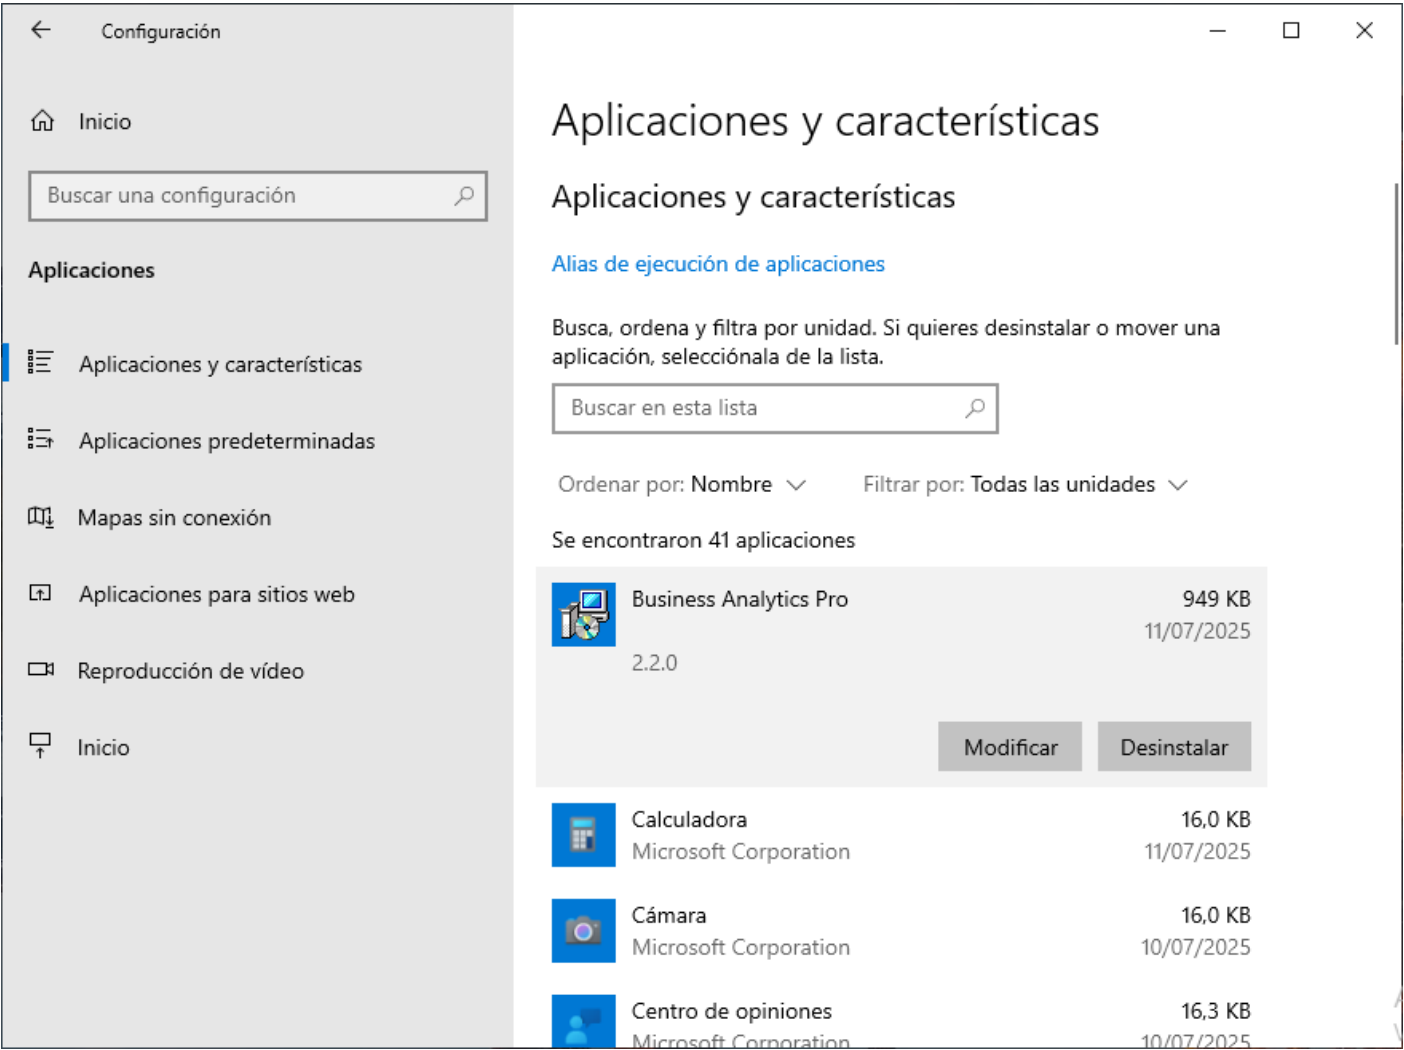 Configuración
Inicio
Buscar una configuración
Aplicaciones
Aplicaciones y características
Aplicaciones predeterminadas
Mapas sin conexión
Aplicaciones para sitios web
Reproducción de vídeo
Inicio
Aplicaciones y características
Aplicaciones y características
Alias de ejecución de aplicaciones
Busca, ordena y filtra por unidad. Si quieres desinstalar o mover una
aplicación, selecciónala de la lista.
Buscar en esta lista
Ordenar por: Nombre Filtrar por: Todas las unidades
Se encontraron 41 aplicaciones
Business Analytics Pro 949 KB
11/07/2025
2.2.0
Modificar Desinstalar
Calculadora 16,0 KB
Microsoft Corporation 11/07/2025
Cámara 16,0 KB
Microsoft Corporation 10/07/2025
Centro de opiniones 16,3 KB
Microsoft Corporation 10/07/2025